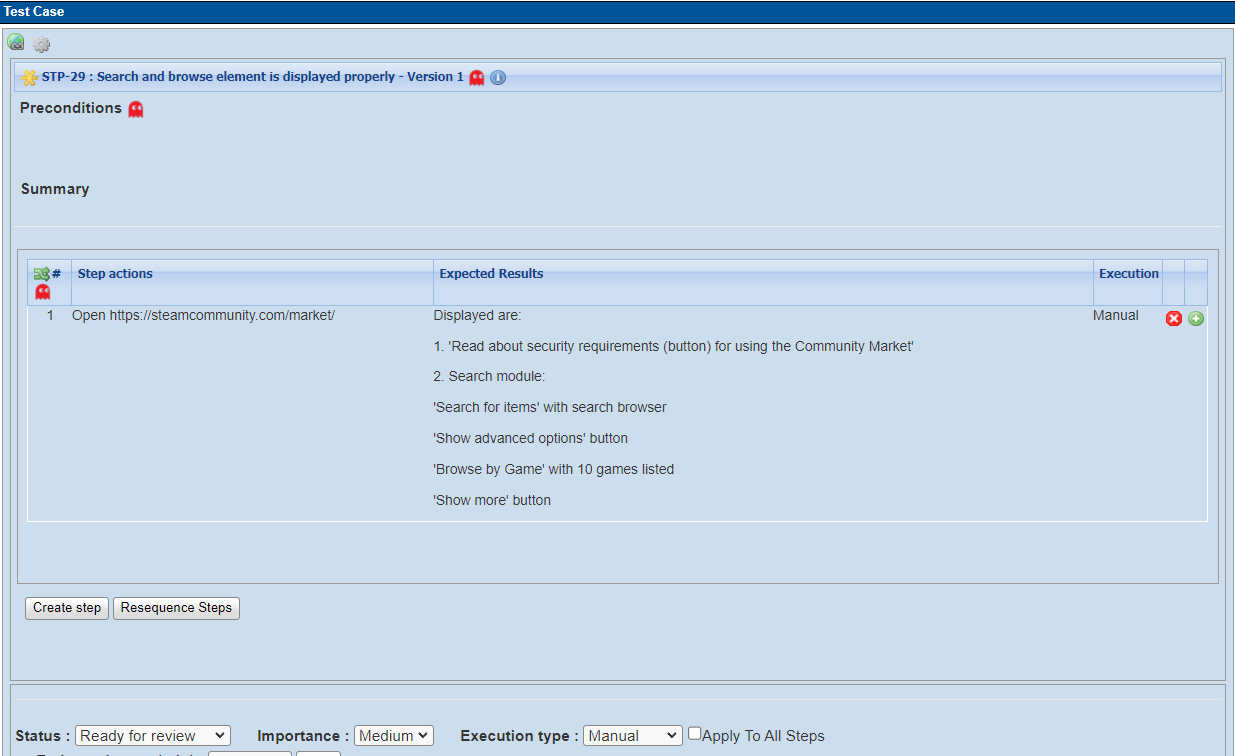 Test Case
STP-29 : Search and browse element is displayed properly - Version 1
Preconditions
Summary
# Step actions Expected Results Execution
1 Open https://steamcommunity.com/market/ Displayed are: Manual
1. 'Read about security requirements (button) for using the Community Market'
2. Search module:
'Search for items' with search browser
'Show advanced options' button
'Browse by Game' with 10 games listed
'Show more' button
Create step Resequence Steps
Status : Ready for review Importance : Medium Execution type : Manual Apply To All Steps